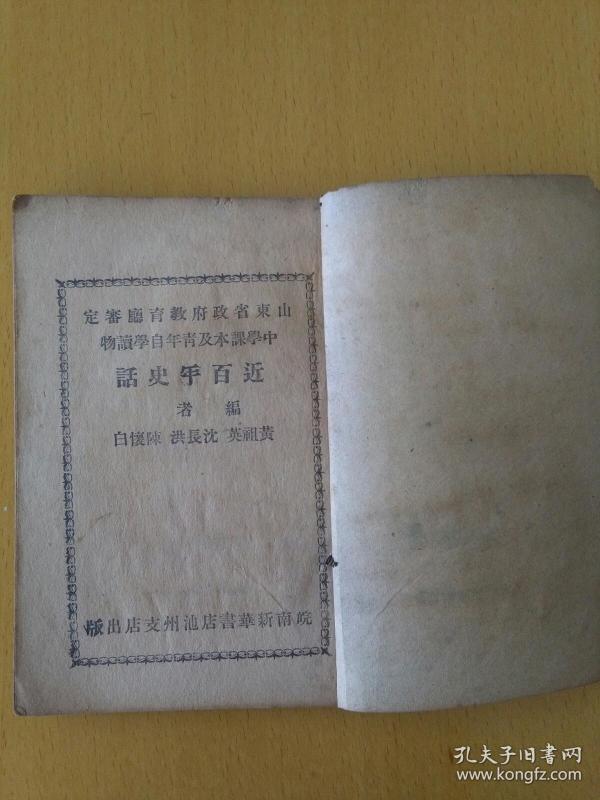 山東省政府教育廳審定
中學課本及青年自學讀物
近百年史話
編者
黃祖英 沈長洪 陳懷白
皖南新華書店池州支店出版
孔夫子旧书网
www.kongfz.com